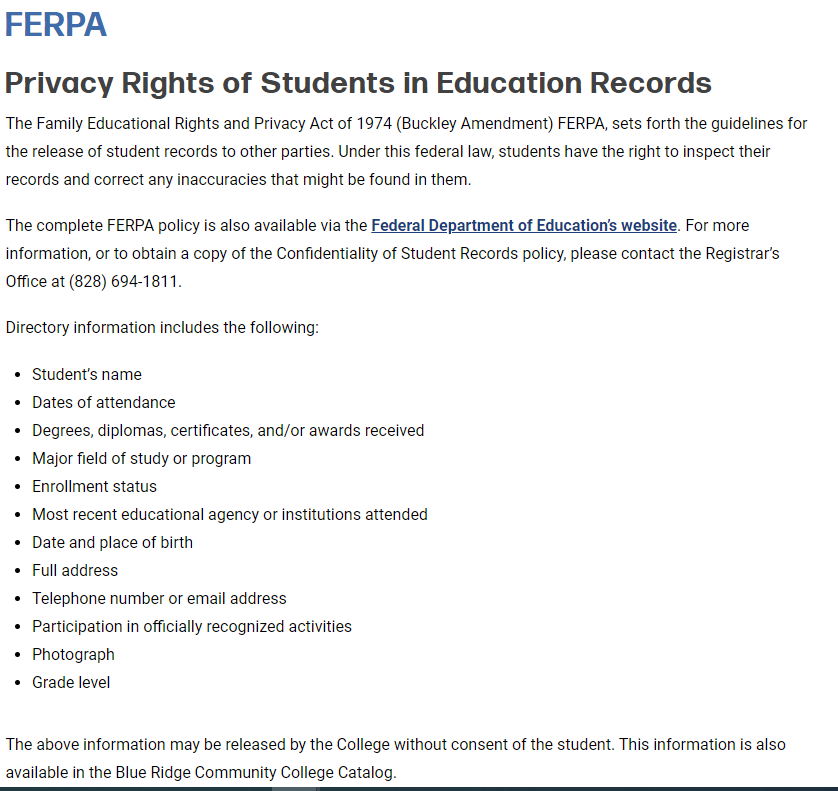 FERPA
Privacy Rights of Students in Education Records
The Family Educational Rights and Privacy Act of 1974 (Buckley Amendment) FERPA, sets forth the guidelines for
the release of student records to other parties. Under this federal law, students have the right to inspect their
records and correct any inaccuracies that might be found in them.
The complete FERPA policy is also available via the Federal Department of Education's website. For more
information, or to obtain a copy of the Confidentiality of Student Records policy, please contact the Registrar's
Office at (828) 694-1811.
Directory information includes the following:
• Student's name
• Dates of attendance
• Degrees, diplomas, certificates, and/or awards received
• Major field of study or program
• Enrollment status
• Most recent educational agency or institutions attended
• Date and place of birth
• Full address
• Telephone number or email address
• Participation in officially recognized activities
• Photograph
• Grade level
The above information may be released by the College without consent of the student. This information is also
available in the Blue Ridge Community College Catalog.